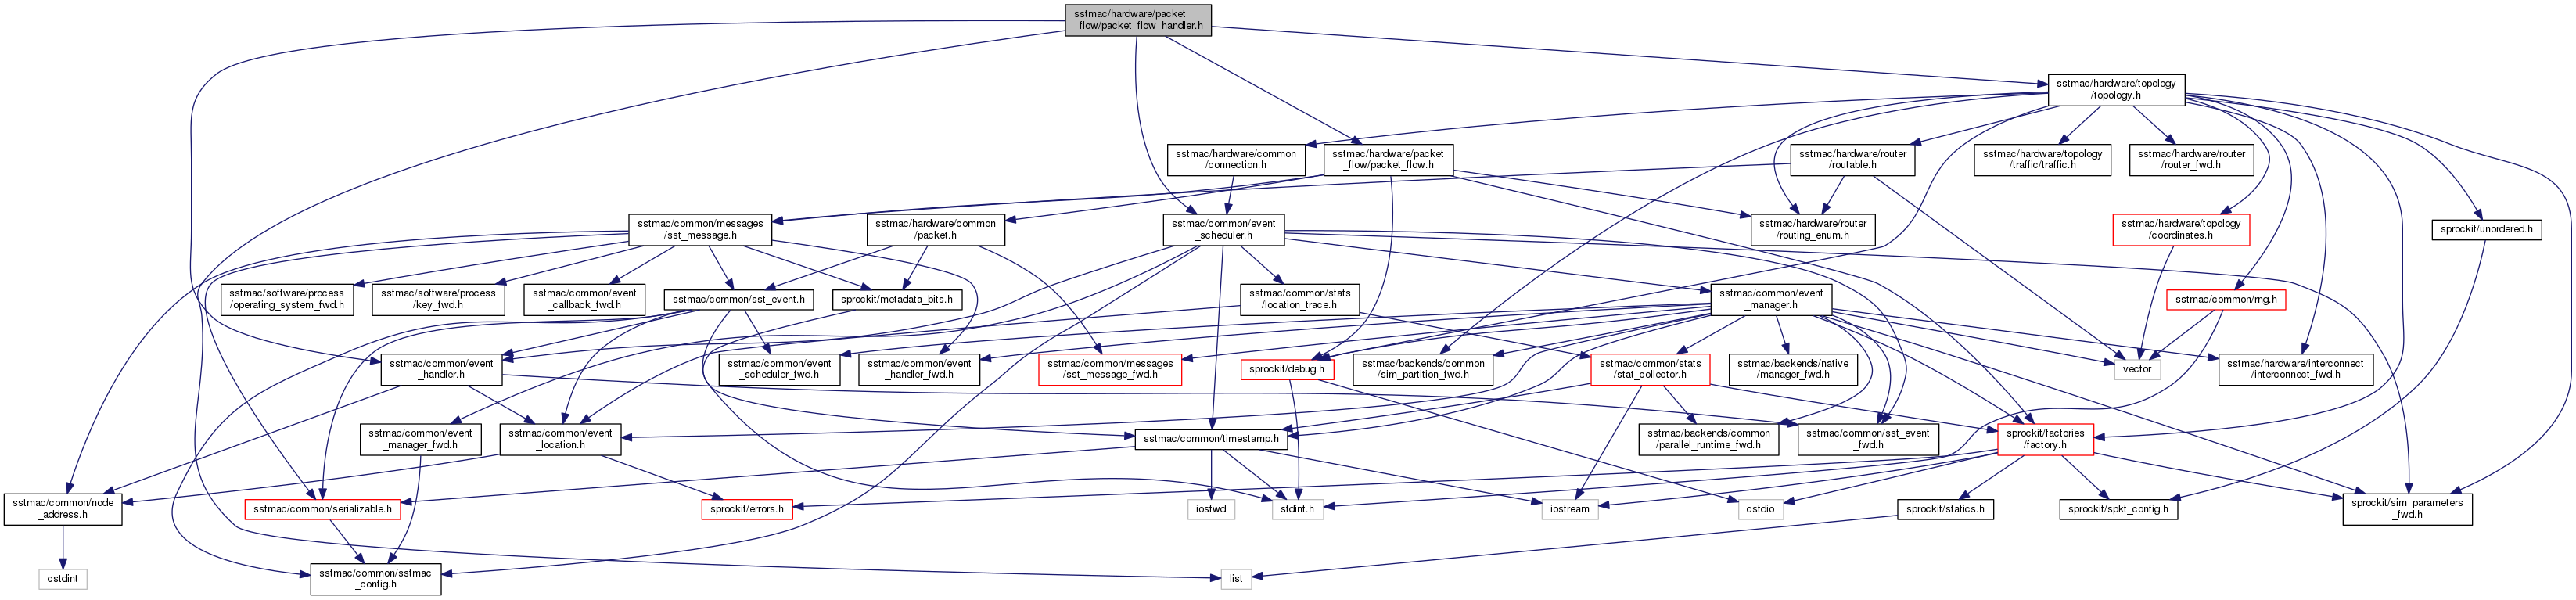 sstmac/hardware/packet
_flow/packet_flow_handler.h
sstmac/hardware/topology
/topology.h
sstmac/hardware/common
/connection.h
sstmac/hardware/packet
_flow/packet_flow.h
sstmac/hardware/router
/routable.h
sstmac/hardware/topology
/traffic/traffic.h
sstmac/hardware/router
/router_fwd.h
sstmac/common/messages
/sst_message.h
sstmac/hardware/common
/packet.h
sstmac/common/event
_scheduler.h
sstmac/hardware/router
/routing_enum.h
sstmac/hardware/topology
/coordinates.h
sprockit/unordered.h
sstmac/software/process
/operating_system_fwd.h
sstmac/software/process
/key_fwd.h
sstmac/common/event
_callback_fwd.h
sstmac/common/sst_event.h
sprockit/metadata_bits.h
sstmac/common/stats
/location_trace.h
sstmac/common/event
_manager.h
sstmac/common/rng.h
sstmac/common/event
_handler.h
sstmac/common/event
_scheduler_fwd.h
sstmac/common/event
_handler_fwd.h
sstmac/common/messages
/sst_message_fwd.h
sprockit/debug.h
sstmac/backends/common
/sim_partition_fwd.h
sstmac/common/stats
/stat_collector.h
sstmac/backends/native
/manager_fwd.h
vector
sstmac/hardware/interconnect
/interconnect_fwd.h
sstmac/common/event
_manager_fwd.h
sstmac/common/event
_location.h
sstmac/common/timestamp.h
sstmac/backends/common
/parallel_runtime_fwd.h
sstmac/common/sst_event
_fwd.h
sprockit/factories
/factory.h
sstmac/common/node
_address.h
sstmac/common/serializable.h
sprockit/errors.h
iosfwd
stdint.h
iostream
cstdio
sprockit/statics.h
sprockit/spkt_config.h
sprockit/sim_parameters
_fwd.h
cstdint
sstmac/common/sstmac
_config.h
list